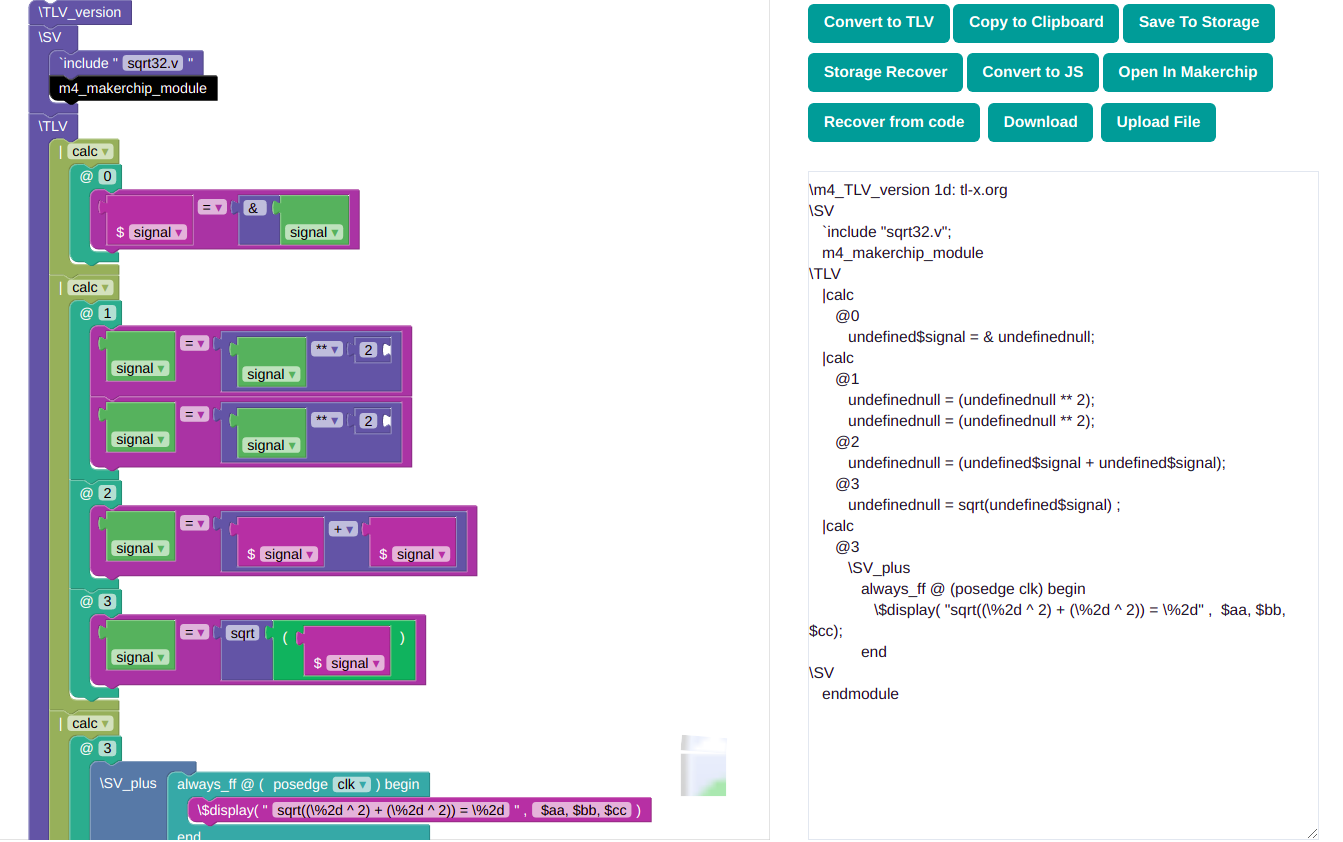 \TLV_version
\SV
`include " sqrt32.v "
m4_makerchip_module
\TLV
| calc ▾
@ 0
= ▾ &
$ signal ▾ signal ▾
| calc ▾
@ 1
= ▾ ** ▾ 2
signal ▾ signal ▾
= ▾ ** ▾ 2
signal ▾ signal ▾
@ 2
= ▾ + ▾
signal ▾ $ signal ▾ $ signal ▾
@ 3
= ▾ sqrt ( )
signal ▾ $ signal ▾
| calc ▾
@ 3
\SV_plus always_ff @ ( posedge clk ▾ ) begin
\$display( " sqrt((\%2d ^ 2) + (\%2d ^ 2)) = \%2d " , $aa, $bb, $cc )
end
Convert to TLV Copy to Clipboard Save To Storage
Storage Recover Convert to JS Open In Makerchip
Recover from code Download Upload File
\m4_TLV_version 1d: tl-x.org
\SV
`include "sqrt32.v";
m4_makerchip_module
\TLV
|calc
@0
undefined$signal = & undefinednull;
|calc
@1
undefinednull = (undefinednull ** 2);
undefinednull = (undefinednull ** 2);
@2
undefinednull = (undefined$signal + undefined$signal);
@3
undefinednull = sqrt(undefined$signal) ;
|calc
@3
\SV_plus
always_ff @ (posedge clk) begin
\$display( "sqrt((\%2d ^ 2) + (\%2d ^ 2)) = \%2d" , $aa, $bb,
$cc);
end
\SV
endmodule